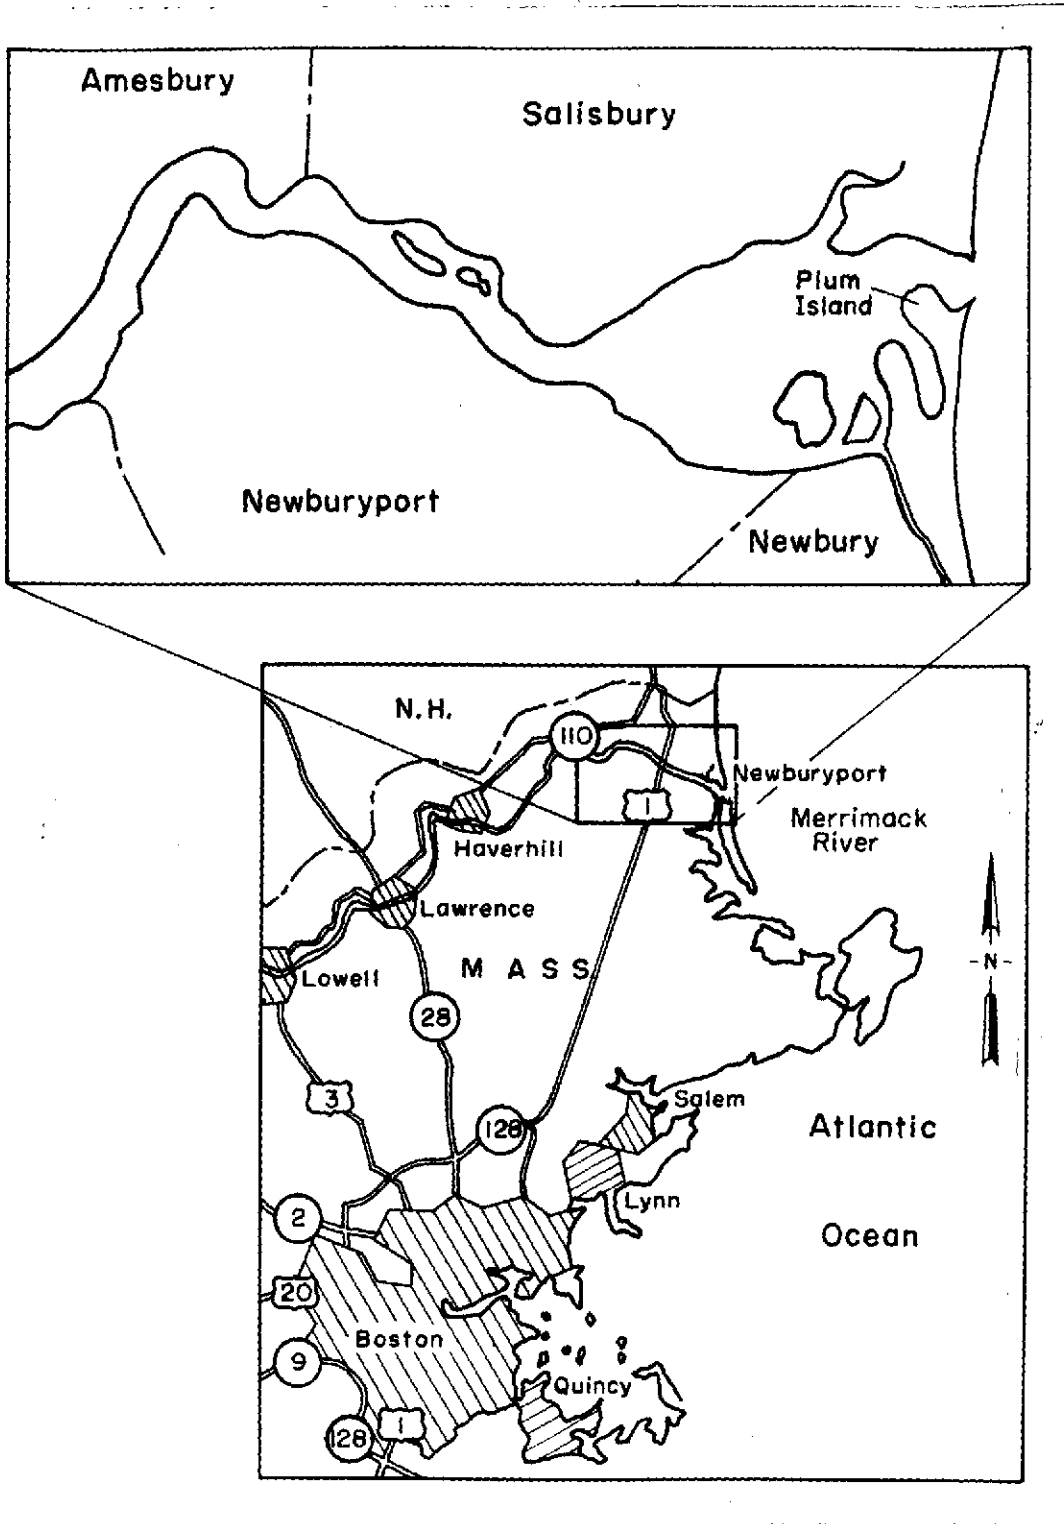 Amesbury
Salisbury
Plum
Island
Newburyport
Newbury
N.H.
110
Newburyport
1
Merrimack
River
Haverhill
Lawrence
MASS
-N-
Lowell
28
3
Salem
128
Atlantic
Lynn
2
Ocean
20
Boston
9
Quincy
1
128